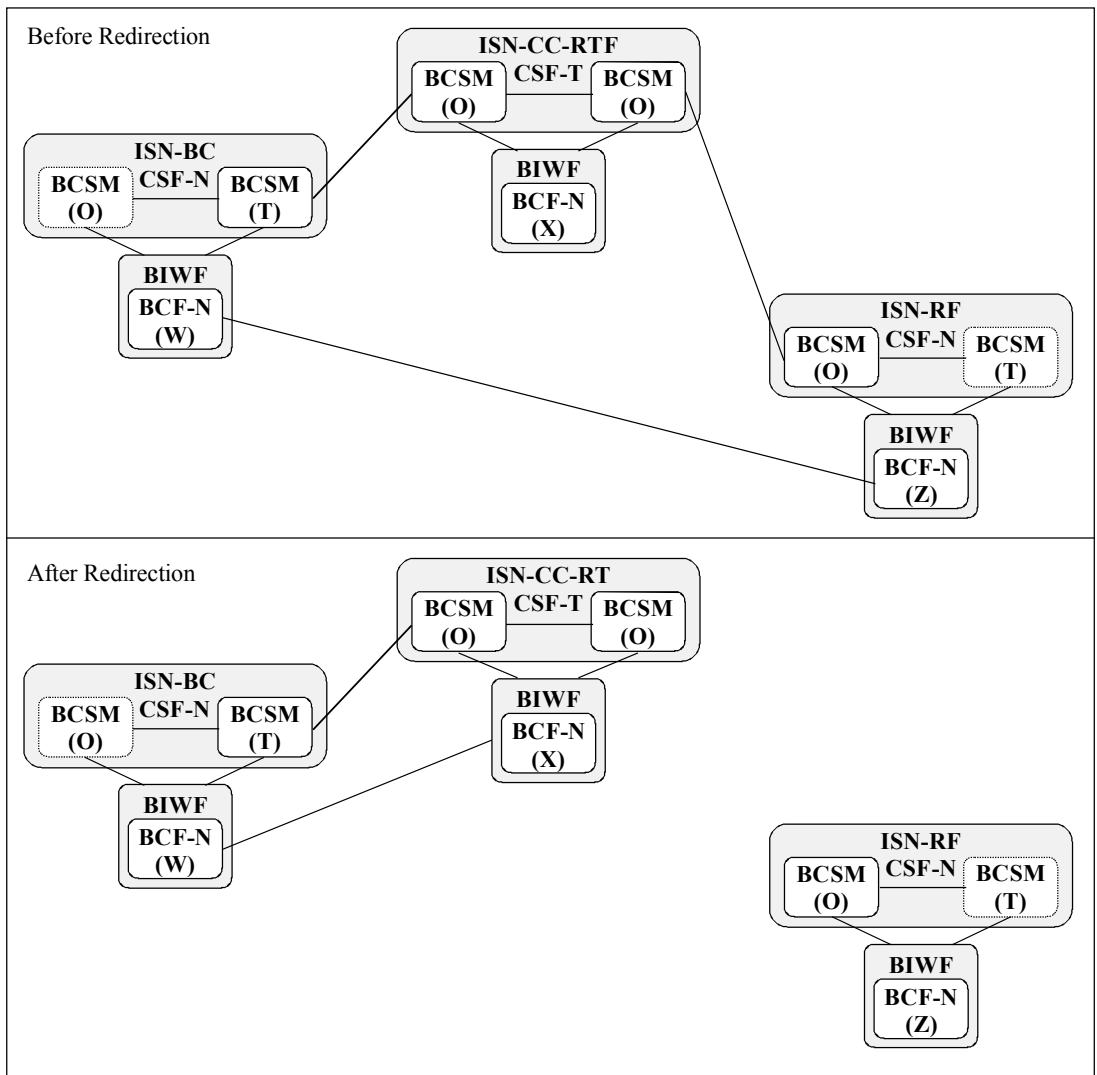 Before Redirection
ISN-CC-RTF
CSF-T
BCSM
(O)
BCSM
(O)
BIWF
BCF-N
(X)
ISN-BC
CSF-N
BCSM
(O)
BCSM
(T)
BIWF
BCF-N
(W)
ISN-RF
CSF-N
BCSM
(O)
BCSM
(T)
BIWF
BCF-N
(Z)
After Redirection
ISN-CC-RT
CSF-T
BCSM
(O)
BCSM
(O)
BIWF
BCF-N
(X)
ISN-BC
CSF-N
BCSM
(O)
BCSM
(T)
BIWF
BCF-N
(W)
ISN-RF
CSF-N
BCSM
(O)
BCSM
(T)
BIWF
BCF-N
(Z)